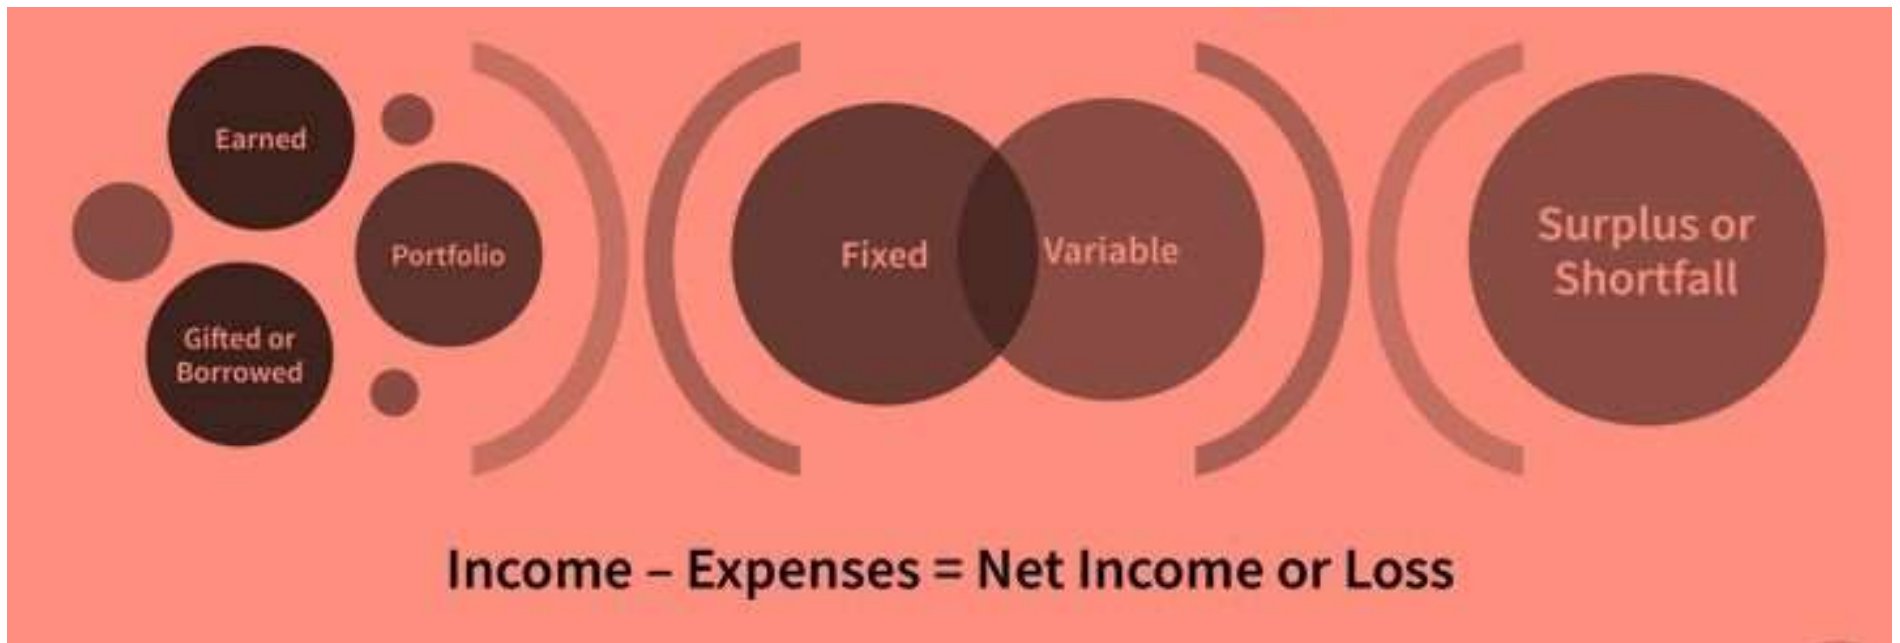 Earned
Portfolio
Gifted or
Borrowed
Fixed
Variable
Surplus or
Shortfall
Income – Expenses = Net Income or Loss